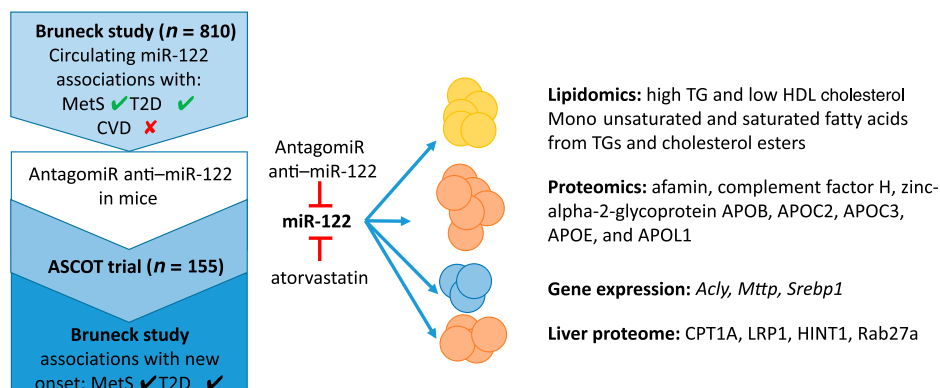 Bruneck study (n = 810)
Circulating miR-122
associations with:
MetS ✔T2D ✔
CVD ✘
AntagomiR anti–miR-122
in mice
ASCOT trial (n = 155)
Bruneck study
associations with new
onset: MetS ✔T2D ✔
AntagomiR
anti–miR-122
miR-122
atorvastatin
Lipidomics: high TG and low HDL cholesterol
Mono unsaturated and saturated fatty acids
from TGs and cholesterol esters
Proteomics: afamin, complement factor H, zinc-
alpha-2-glycoprotein APOB, APOC2, APOC3,
APOE, and APOL1
Gene expression: Acly, Mttp, Srebp1
Liver proteome: CPT1A, LRP1, HINT1, Rab27a